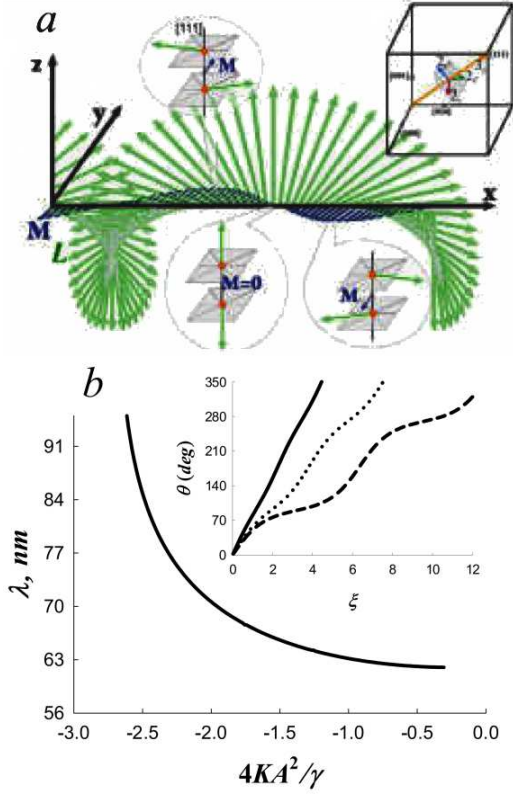 a
[111]
M
z
y
x
M
L
M=0
M
b
350
280
210
140
70
0
θ (deg)
0 2 4 6 8 10 12
ξ
91
84
77
70
63
56
λ, nm
-3.0 -2.5 -2.0 -1.5 -1.0 -0.5 0.0
4KA²/γ